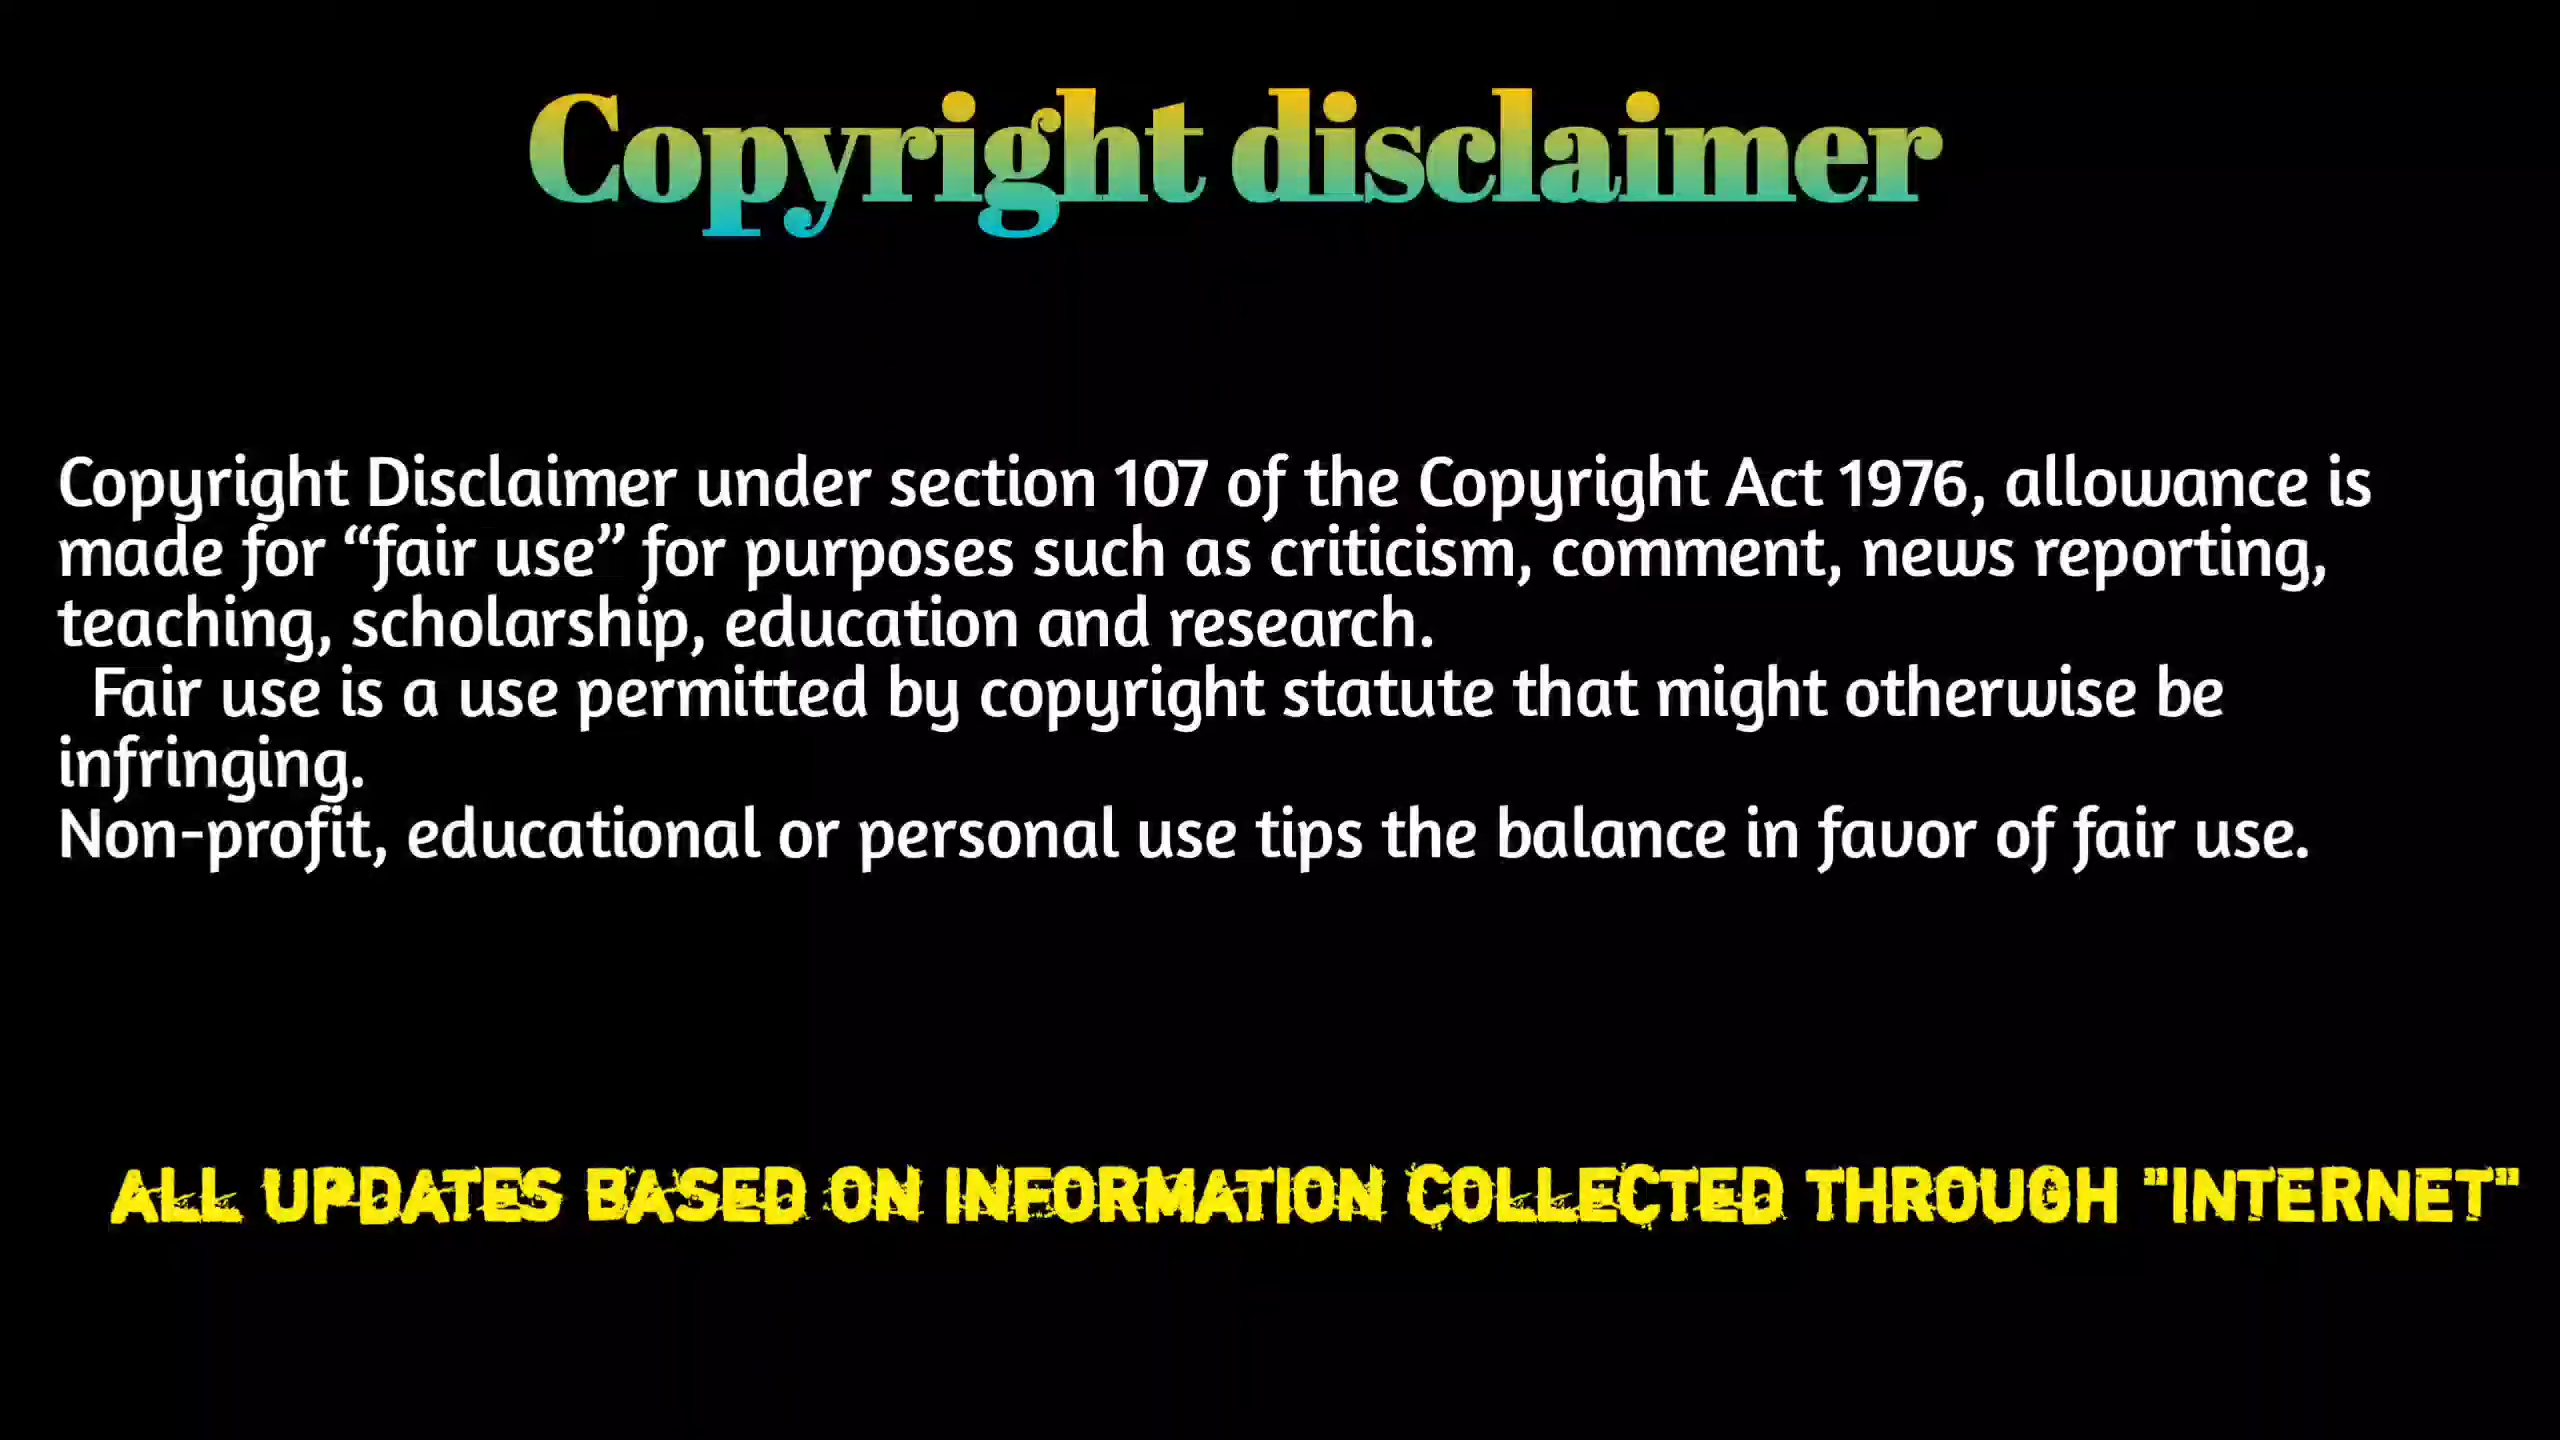 Copyright disclaimer
Copyright Disclaimer under section 107 of the Copyright Act 1976, allowance is
made for “fair use” for purposes such as criticism, comment, news reporting,
teaching, scholarship, education and research.
Fair use is a use permitted by copyright statute that might otherwise be
infringing.
Non-profit, educational or personal use tips the balance in favor of fair use.
ALL UPDATES BASED ON INFORMATION COLLECTED THROUGH "INTERNET"